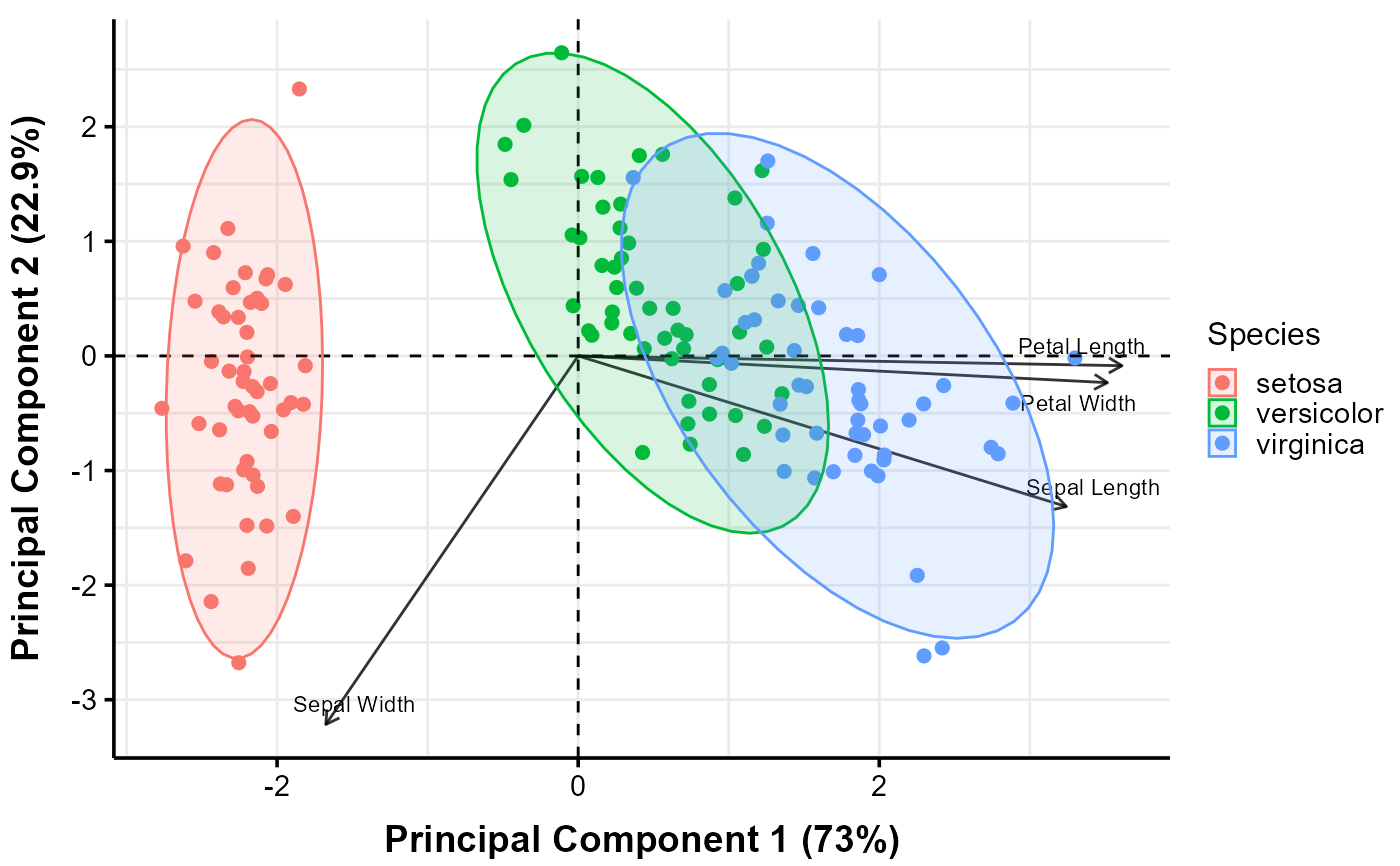 Principal Component 2 (22.9%)
2
1
0
-1
-2
-3
Petal Length
Petal Width
Sepal Length
Sepal Width
-2
0
2
Principal Component 1 (73%)
Species
setosa
versicolor
virginica